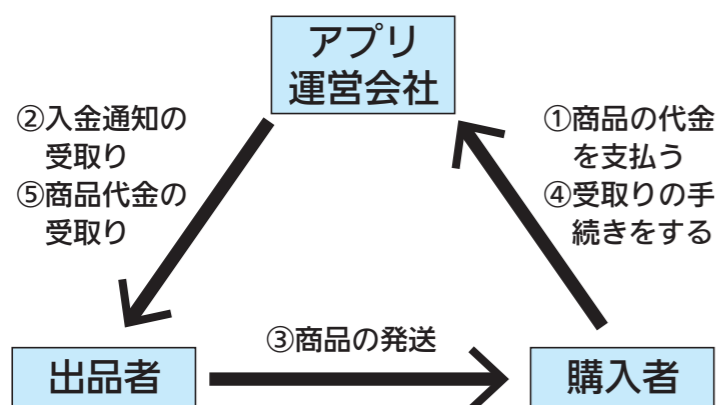 アプリ
運営会社
②入金通知の
受取り
⑤商品代金の
受取り
①商品の代金
を支払う
④受取りの手
続きをする
③商品の発送
出品者
購入者